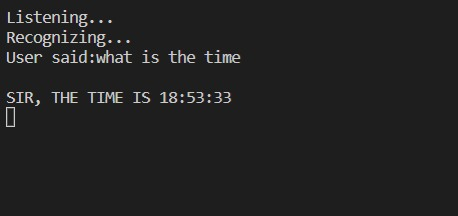 Listening...
Recognizing...
User said:what is the time
SIR, THE TIME IS 18:53:33